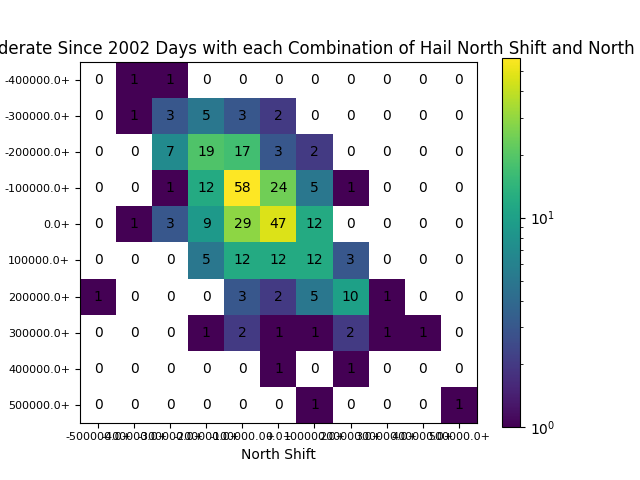 derate Since 2002 Days with each Combination of Hail North Shift and North
-400000.0+ 0 1 1 0 0 0 0 0 0 0 0
-300000.0+ 0 1 3 5 3 2 0 0 0 0 0
-200000.0+ 0 0 7 19 17 3 2 0 0 0 0
-100000.0+ 0 0 1 12 58 24 5 1 0 0 0
0.0+ 0 1 3 9 29 47 12 0 0 0 0
10¹
100000.0+ 0 0 0 5 12 12 12 3 0 0 0
200000.0+ 1 0 0 0 3 2 5 10 1 0 0
300000.0+ 0 0 0 1 2 1 1 2 1 1 0
400000.0+ 0 0 0 0 0 1 0 1 0 0 0
500000.0+ 0 0 0 0 0 0 1 0 0 0 1
10⁰
North Shift